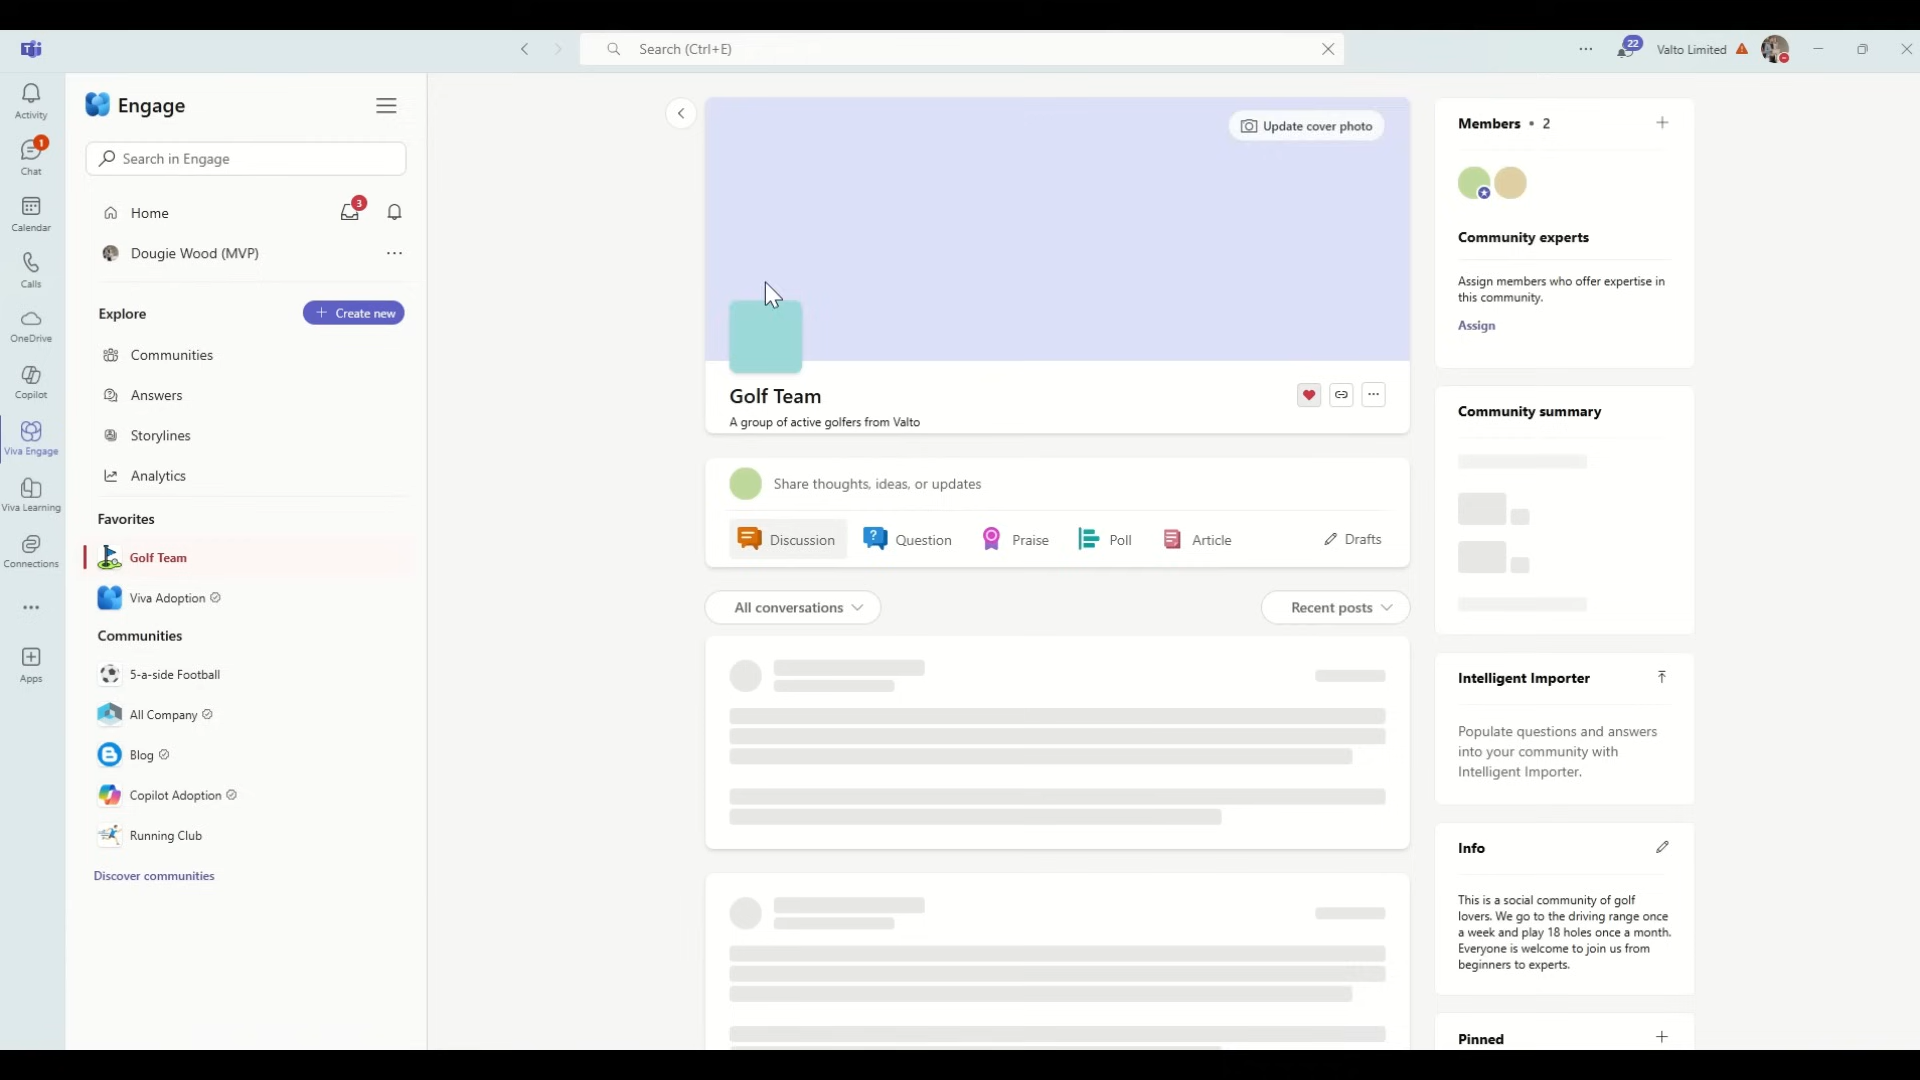 Search (Ctrl+E)
22
Valto Limited
Activity
1
Chat
Calendar
Calls
OneDrive
Copilot
Viva Engage
Viva Learning
Connections
Apps
Engage
Search in Engage
Home
3
Dougie Wood (MVP)
Explore
Create new
Communities
Answers
Storylines
Analytics
Favorites
Golf Team
Viva Adoption
Communities
5-a-side Football
All Company
Blog
Copilot Adoption
Running Club
Discover communities
Update cover photo
Golf Team
A group of active golfers from Valto
Share thoughts, ideas, or updates
Discussion
Question
Praise
Poll
Article
Drafts
All conversations
Recent posts
Members • 2
Community experts
Assign members who offer expertise in
this community.
Assign
Community summary
Intelligent Importer
Populate questions and answers
into your community with
Intelligent Importer.
Info
This is a social community of golf
lovers. We go to the driving range once
a week and play 18 holes once a month.
Everyone is welcome to join us from
beginners to experts.
Pinned